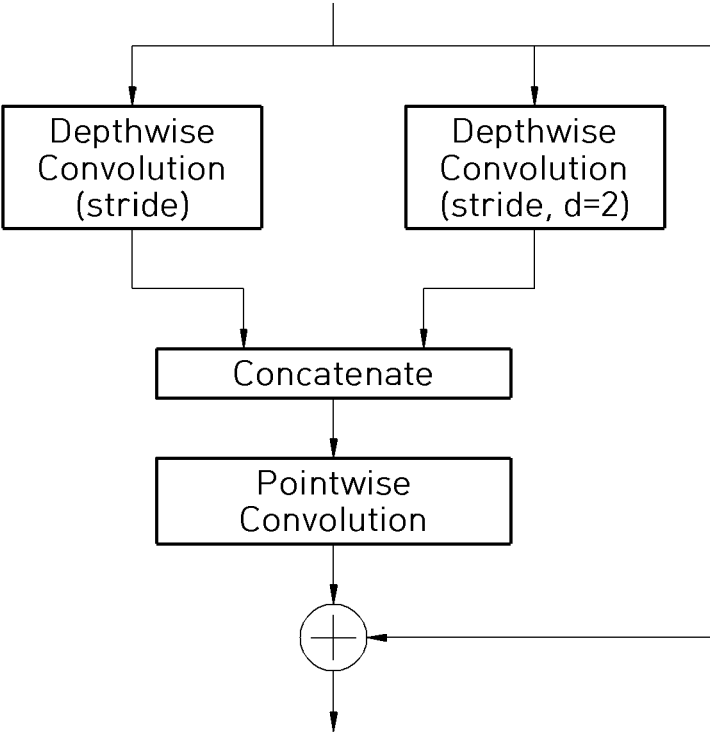 Depthwise
Convolution
(stride)
Depthwise
Convolution
(stride, d=2)
Concatenate
Pointwise
Convolution